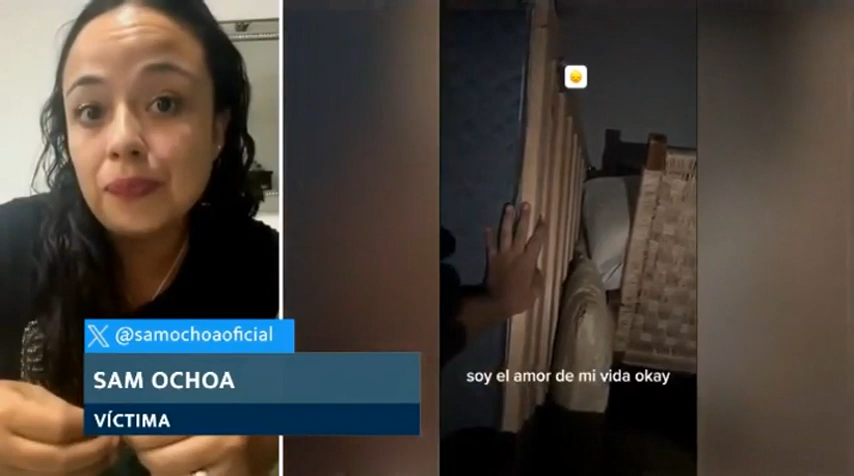 @samochoaoficial
SAM OCHOA
VÍCTIMA
soy el amor de mi vida okay